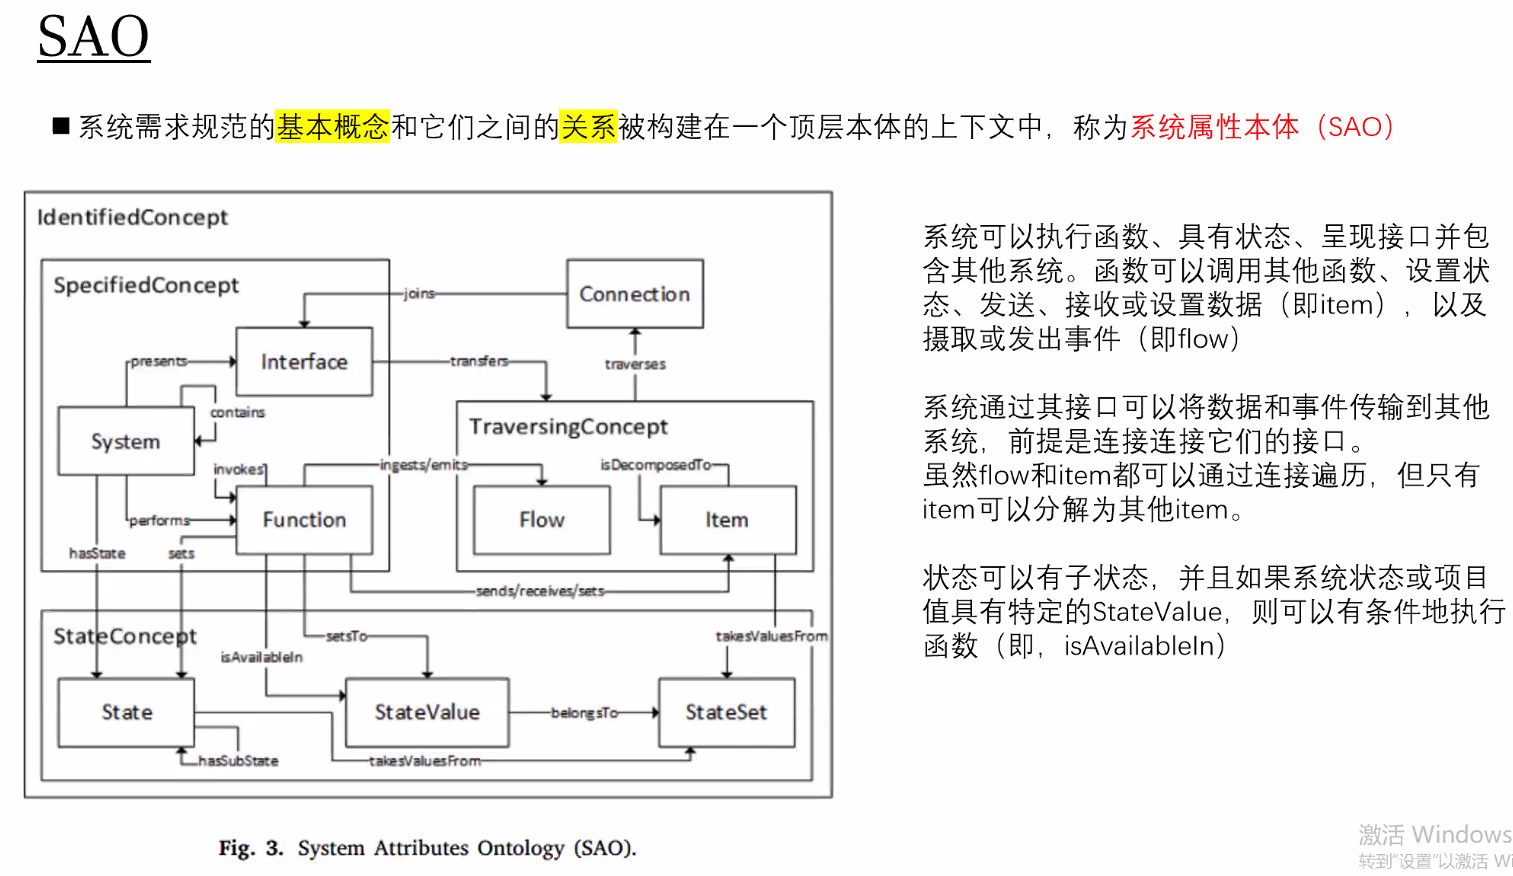 SAO
■ 系统需求规范的基本概念和它们之间的关系被构建在一个顶层本体的上下文中，称为系统属性本体（SAO）
IdentifiedConcept
SpecifiedConcept
joins
Connection
Interface
presents
transfers
traverses
contains
System
TraversingConcept
invokes
ingests/emits
isDecomposedTo
performs
Function
Flow
Item
hasState
sets
sends/receives/sets
StateConcept
setsTo
takesValuesFrom
isAvailableIn
State
StateValue
belongsTo
StateSet
hasSubState
takesValuesFrom
Fig. 3. System Attributes Ontology (SAO).
系统可以执行函数、具有状态、呈现接口并包
含其他系统。函数可以调用其他函数、设置状
态、发送、接收或设置数据（即item），以及
摄取或发出事件（即flow）
系统通过其接口可以将数据和事件传输到其他
系统，前提是连接连接它们的接口。
虽然flow和item都可以通过连接遍历，但只有
item可以分解为其他item。
状态可以有子状态，并且如果系统状态或项目
值具有特定的StateValue，则可以有条件地执行
函数（即，isAvailableIn）
激活 Windows
转到“设置”以激活 Wi